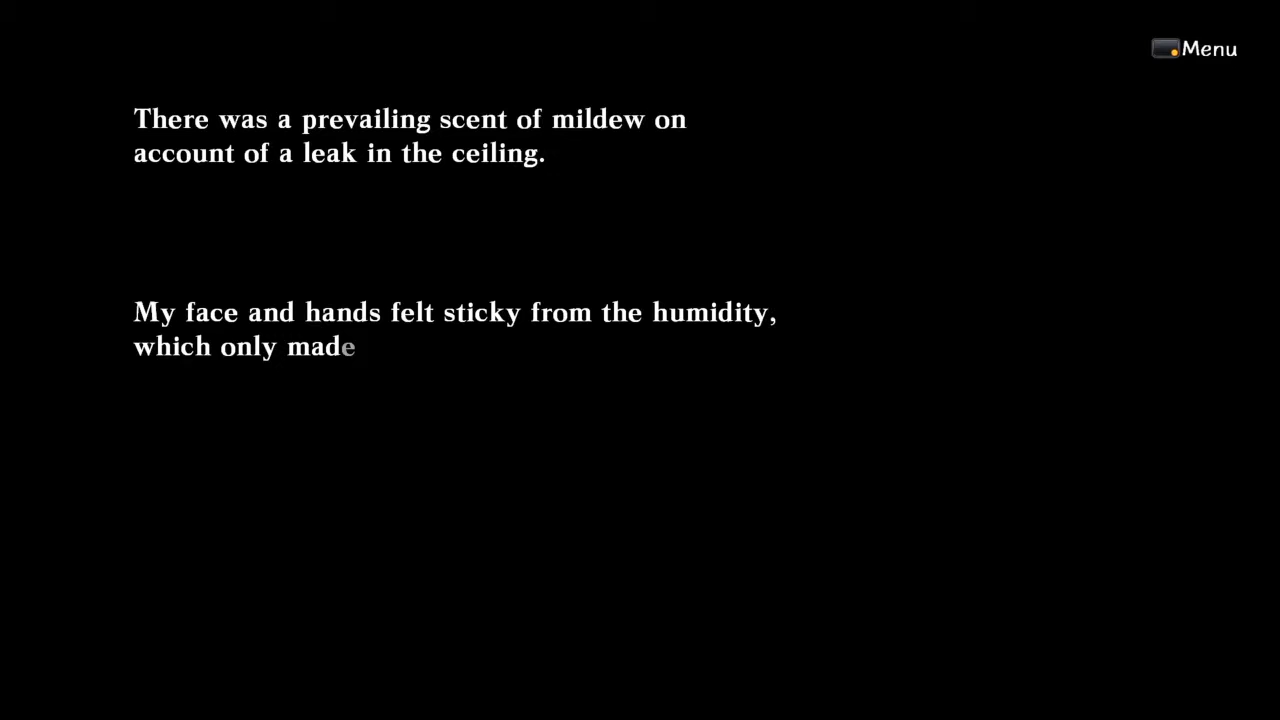 Menu
There was a prevailing scent of mildew on
account of a leak in the ceiling.
My face and hands felt sticky from the humidity,
which only made